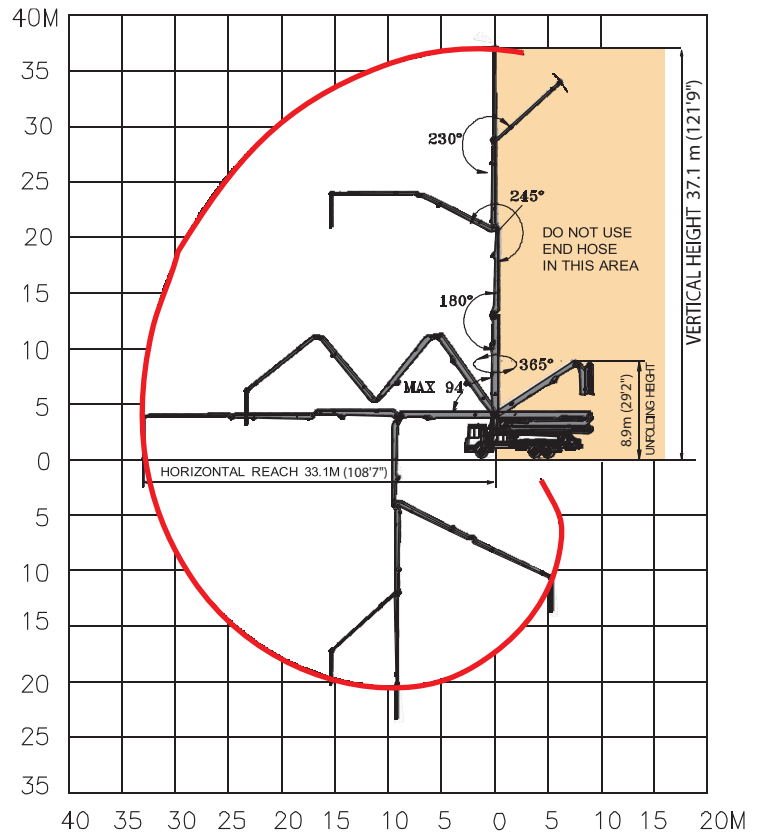 40M
35
30
25
20
15
10
5
0
5
10
15
20
25
35
230°
245°
DO NOT USE
END HOSE
IN THIS AREA
180°
365°
MAX 94°
VERTICAL HEIGHT 37.1 m (121'9")
8.9m (29'2")
UNFOLDING HEIGHT
HORIZONTAL REACH 33.1M (108'7")
40 35 30 25 20 15 10 5 0 5 10 15 20M